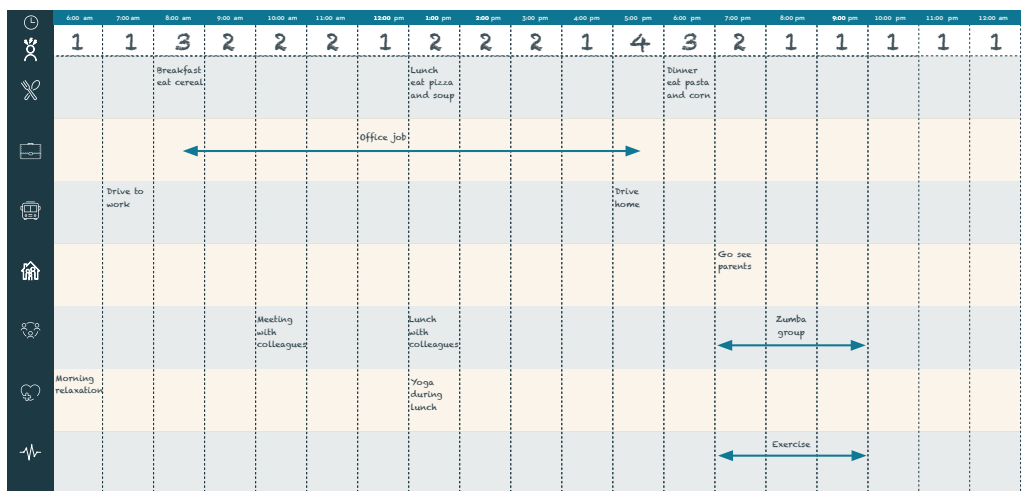 6:00 am 7:00 am 8:00 am 9:00 am 10:00 am 11:00 am 12:00 pm 1:00 pm 2:00 pm 3:00 pm 4:00 pm 5:00 pm 6:00 pm 7:00 pm 8:00 pm 9:00 pm 10:00 pm 11:00 pm 12:00 am
1 1 3 2 2 2 1 2 2 2 1 4 3 2 1 1 1 1 1
Breakfast
eat cereal
Lunch
eat pizza
and soup
Dinner
eat pasta
and corn
Office job
Drive to
work
Drive
home
Go see
parents
Meeting
with
colleagues
Lunch
with
colleagues
Zumba
group
Morning
relaxation
Yoga
during
lunch
Exercise